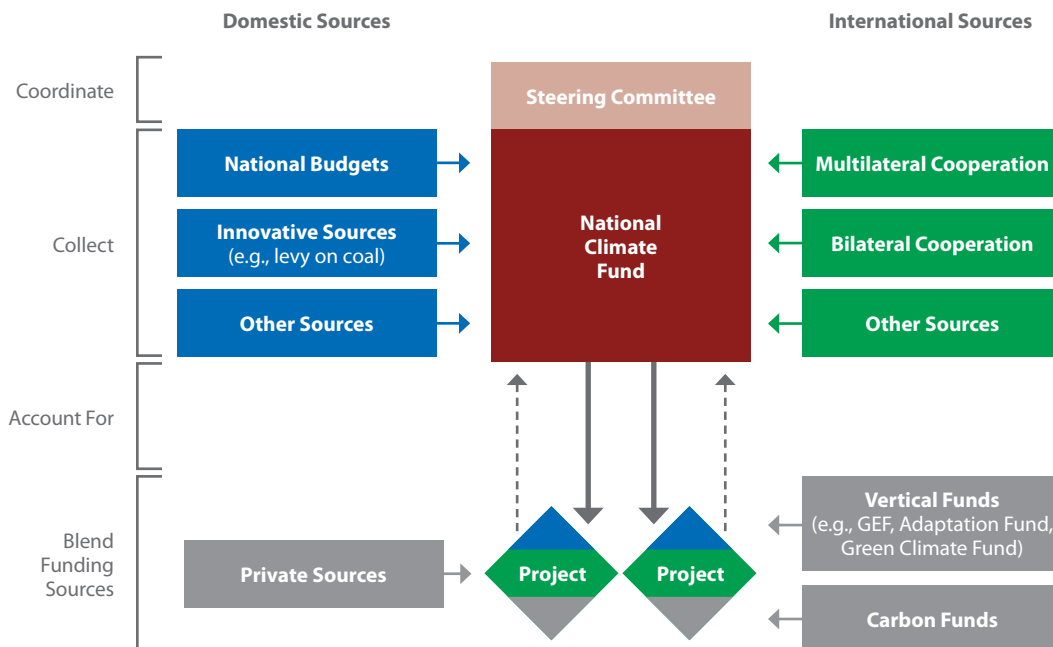 Domestic Sources
International Sources
Coordinate
Steering Committee
Collect
National Budgets
Innovative Sources
(e.g., levy on coal)
Other Sources
National
Climate
Fund
Multilateral Cooperation
Bilateral Cooperation
Other Sources
Account For
Blend
Funding
Sources
Private Sources
Project
Project
Vertical Funds
(e.g., GEF, Adaptation Fund,
Green Climate Fund)
Carbon Funds